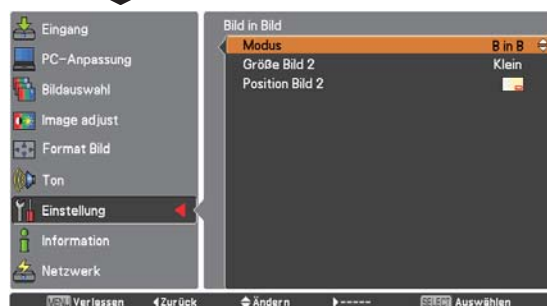 Eingang
PC-Anpassung
Bildauswahl
Image adjust
Format Bild
Ton
Einstellung
Information
Netzwerk
Bild in Bild
Modus B in B
Größe Bild 2 Klein
Position Bild 2
MENU Verlassen Zurück Ändern ----- SELECT Auswählen